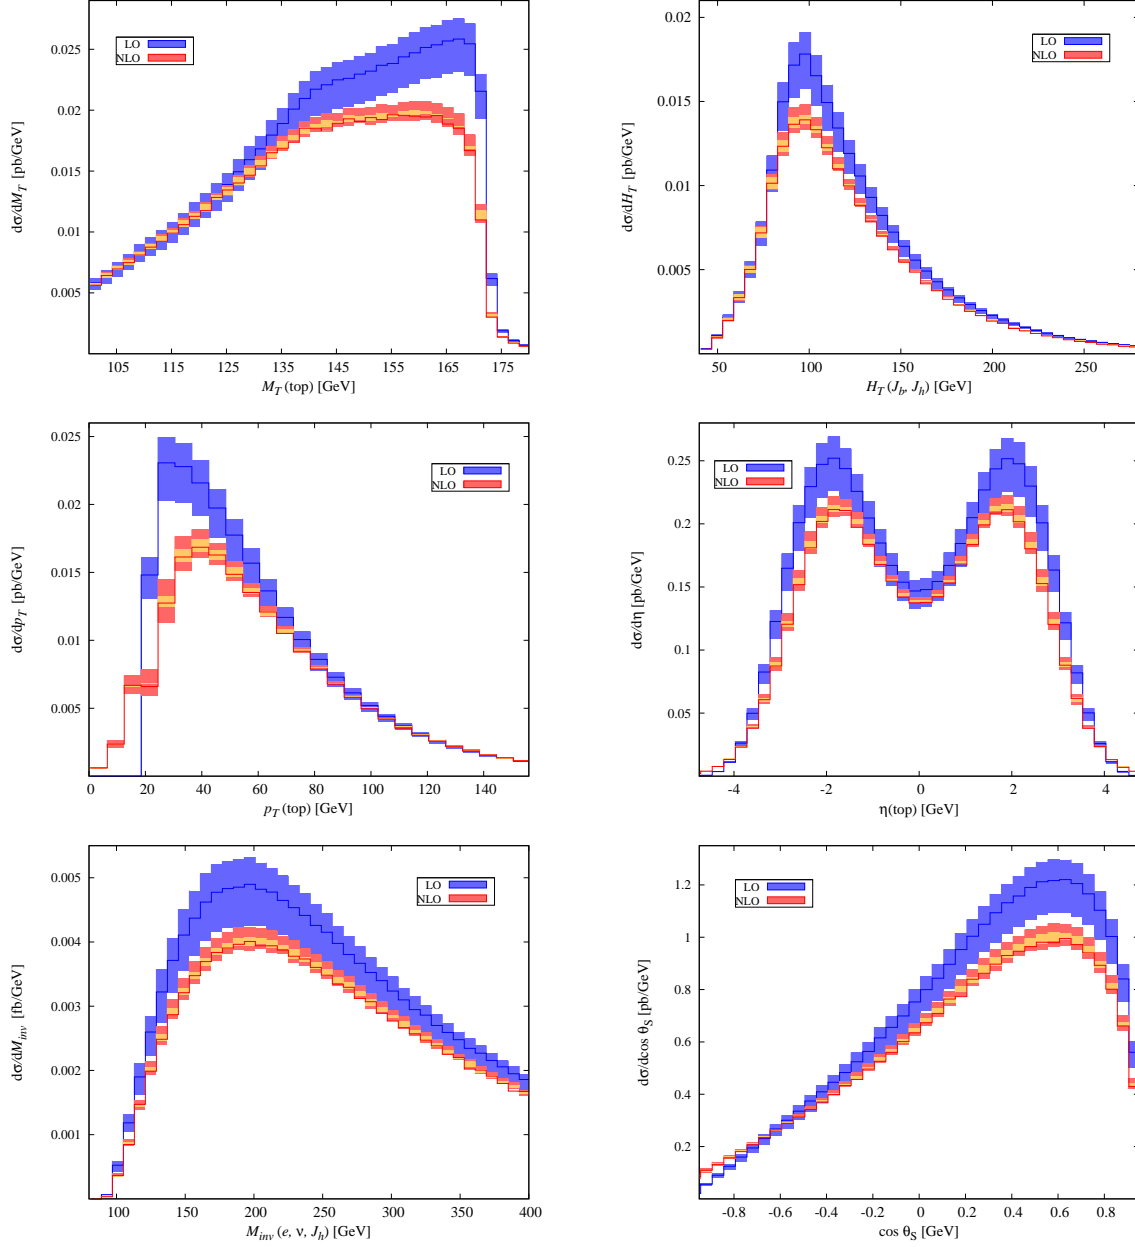 0.025
0.02
0.015
0.01
0.005
dσ/dM_T [pb/GeV]
LO
NLO
105 115 125 135 145 155 165 175
M_T(top) [GeV]
0.02
0.015
0.01
0.005
dσ/dH_T [pb/GeV]
LO
NLO
50 100 150 200 250
H_T(J_b, J_h) [GeV]
0.025
0.02
0.015
0.01
0.005
dσ/dp_T [pb/GeV]
LO
NLO
0 20 40 60 80 100 120 140
p_T(top) [GeV]
0.25
0.2
0.15
0.1
0.05
dσ/dη [pb/GeV]
LO
NLO
-4 -2 0 2 4
η(top) [GeV]
0.005
0.004
0.003
0.002
0.001
dσ/dM_inv [fb/GeV]
LO
NLO
100 150 200 250 300 350 400
M_inv(e, ν, J_h) [GeV]
1.2
1
0.8
0.6
0.4
0.2
dσ/dcos θ_S [pb/GeV]
LO
NLO
-0.8 -0.6 -0.4 -0.2 0 0.2 0.4 0.6 0.8
cos θ_S [GeV]